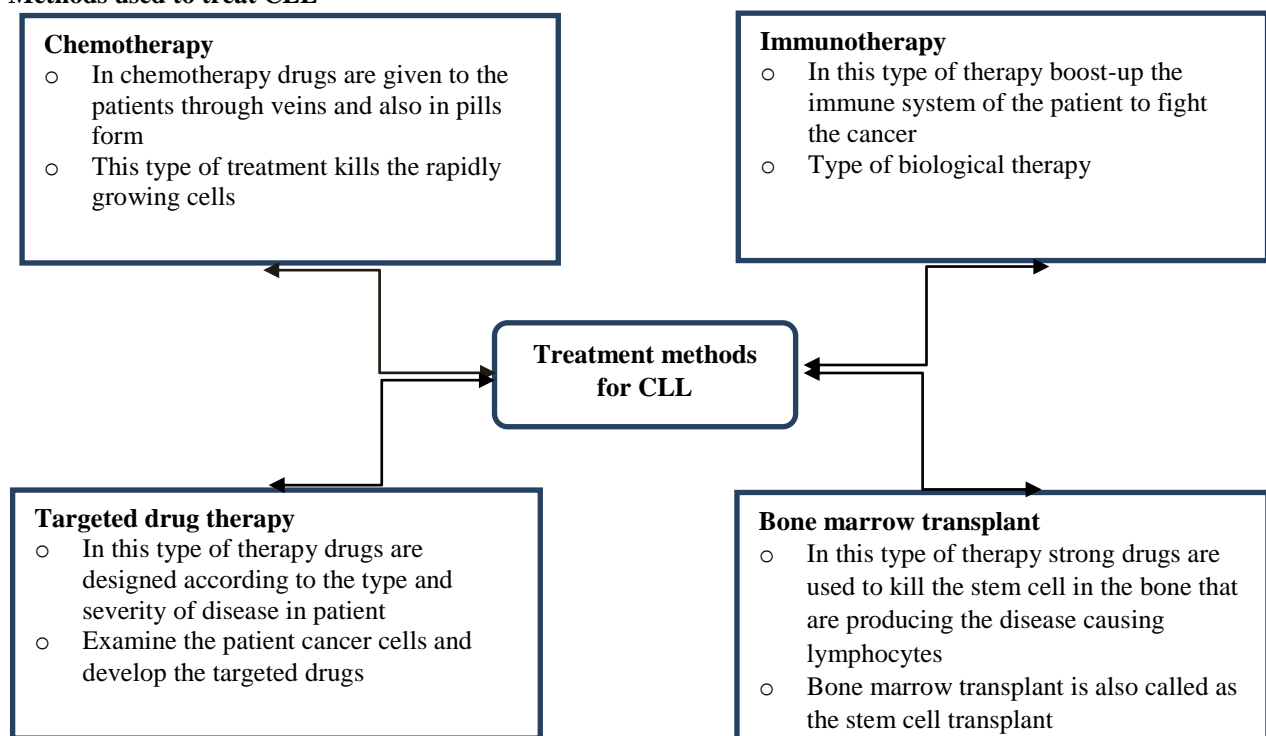 Methods used to treat CLL
Chemotherapy
o In chemotherapy drugs are given to the
patients through veins and also in pills
form
o This type of treatment kills the rapidly
growing cells
Immunotherapy
o In this type of therapy boost-up the
immune system of the patient to fight
the cancer
o Type of biological therapy
Treatment methods
for CLL
Targeted drug therapy
o In this type of therapy drugs are
designed according to the type and
severity of disease in patient
o Examine the patient cancer cells and
develop the targeted drugs
Bone marrow transplant
o In this type of therapy strong drugs are
used to kill the stem cell in the bone that
are producing the disease causing
lymphocytes
o Bone marrow transplant is also called as
the stem cell transplant